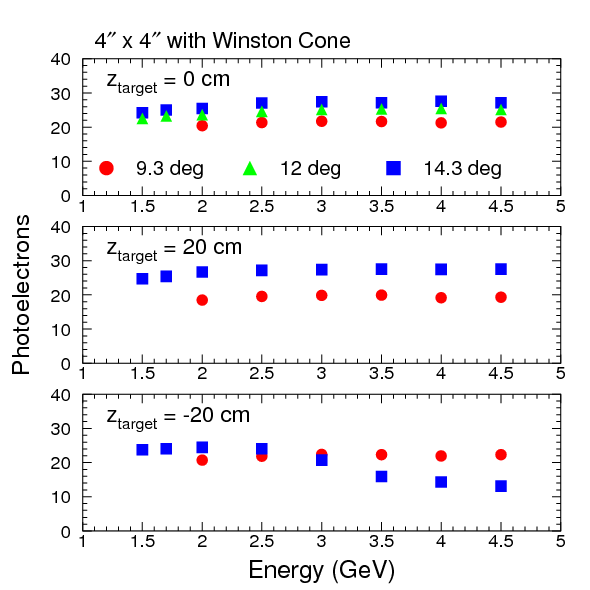 4″ x 4″ with Winston Cone
40
30
20
10
0
z_target = 0 cm
9.3 deg 12 deg 14.3 deg
1 1.5 2 2.5 3 3.5 4 4.5 5
40
30
20
10
0
z_target = 20 cm
1 1.5 2 2.5 3 3.5 4 4.5 5
40
30
20
10
0
z_target = -20 cm
1 1.5 2 2.5 3 3.5 4 4.5 5
Photoelectrons
Energy (GeV)